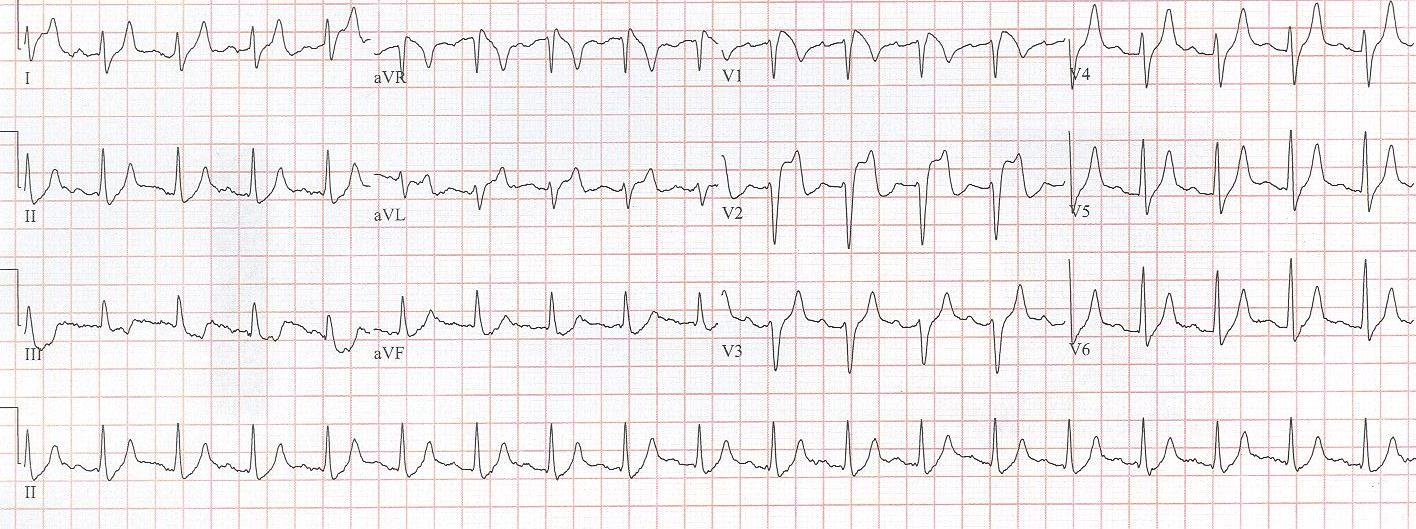 I aVR V1 V4
II aVL V2 V5
III aVF V3 V6
II